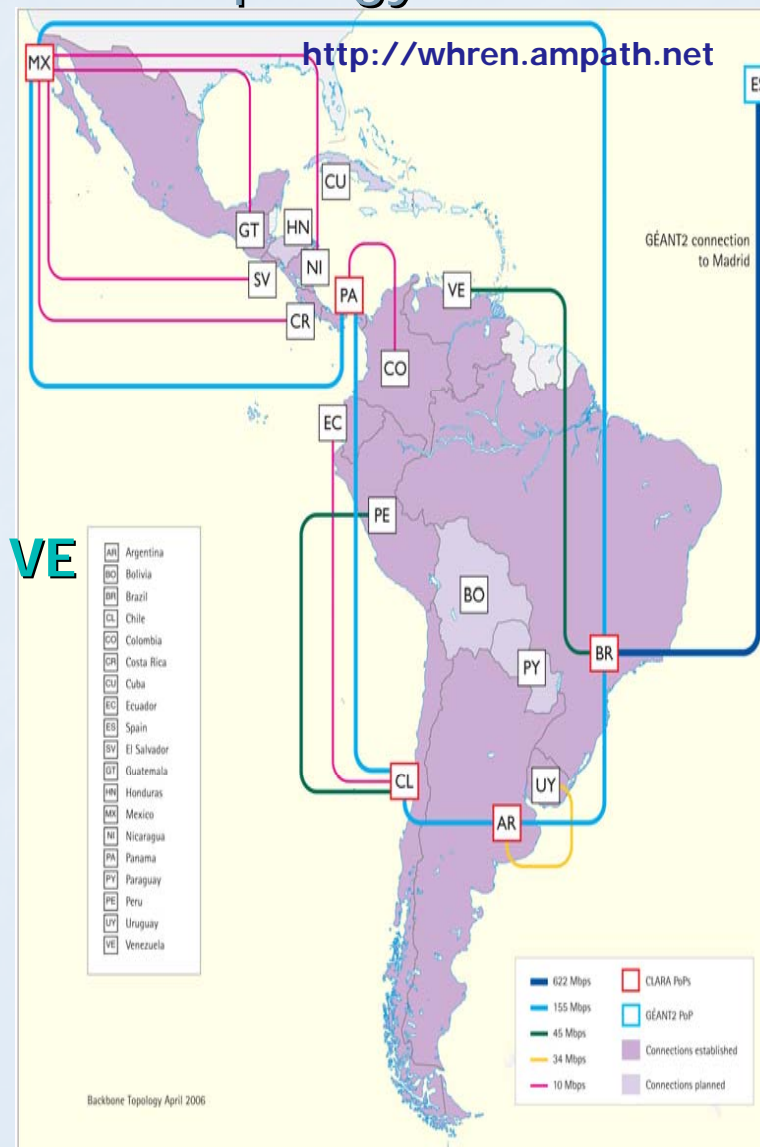 http://whren.ampath.net
MX
ES
CU
GÉANT2 connection
to Madrid
GT
HN
SV
NI
PA
VE
CR
CO
EC
PE
VE
BO
BR
PY
CL
UY
AR
AR Argentina
BO Bolivia
BR Brazil
CL Chile
CO Colombia
CR Costa Rica
CU Cuba
EC Ecuador
ES Spain
SV El Salvador
GT Guatemala
HN Honduras
MX Mexico
NI Nicaragua
PA Panama
PY Paraguay
PE Peru
UY Uruguay
VE Venezuela
622 Mbps
155 Mbps
45 Mbps
34 Mbps
10 Mbps
CLARA PoPs
GÉANT2 PoP
Connections established
Connections planned
Backbone Topology April 2006